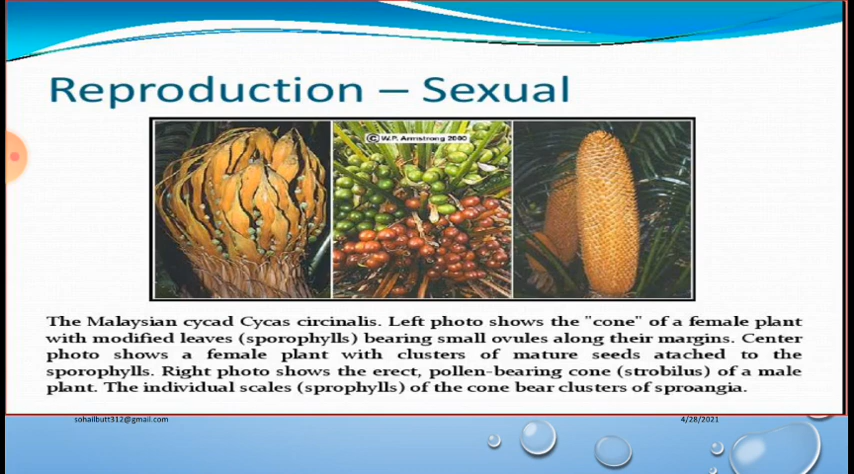 Reproduction – Sexual
© W.P. Armstrong 2000
The Malaysian cycad Cycas circinalis. Left photo shows the "cone" of a female plant
with modified leaves (sporophylls) bearing small ovules along their margins. Center
photo shows a female plant with clusters of mature seeds atached to the
sporophylls. Right photo shows the erect, pollen-bearing cone (strobilus) of a male
plant. The individual scales (sprophylls) of the cone bear clusters of sproangia.
sohailbutt312@gmail.com
4/28/2021